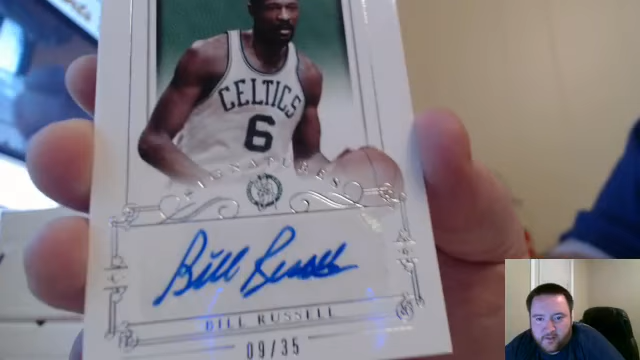 CELTICS
6
SIGNATURES
Bill Russell
BILL RUSSELL
09/35